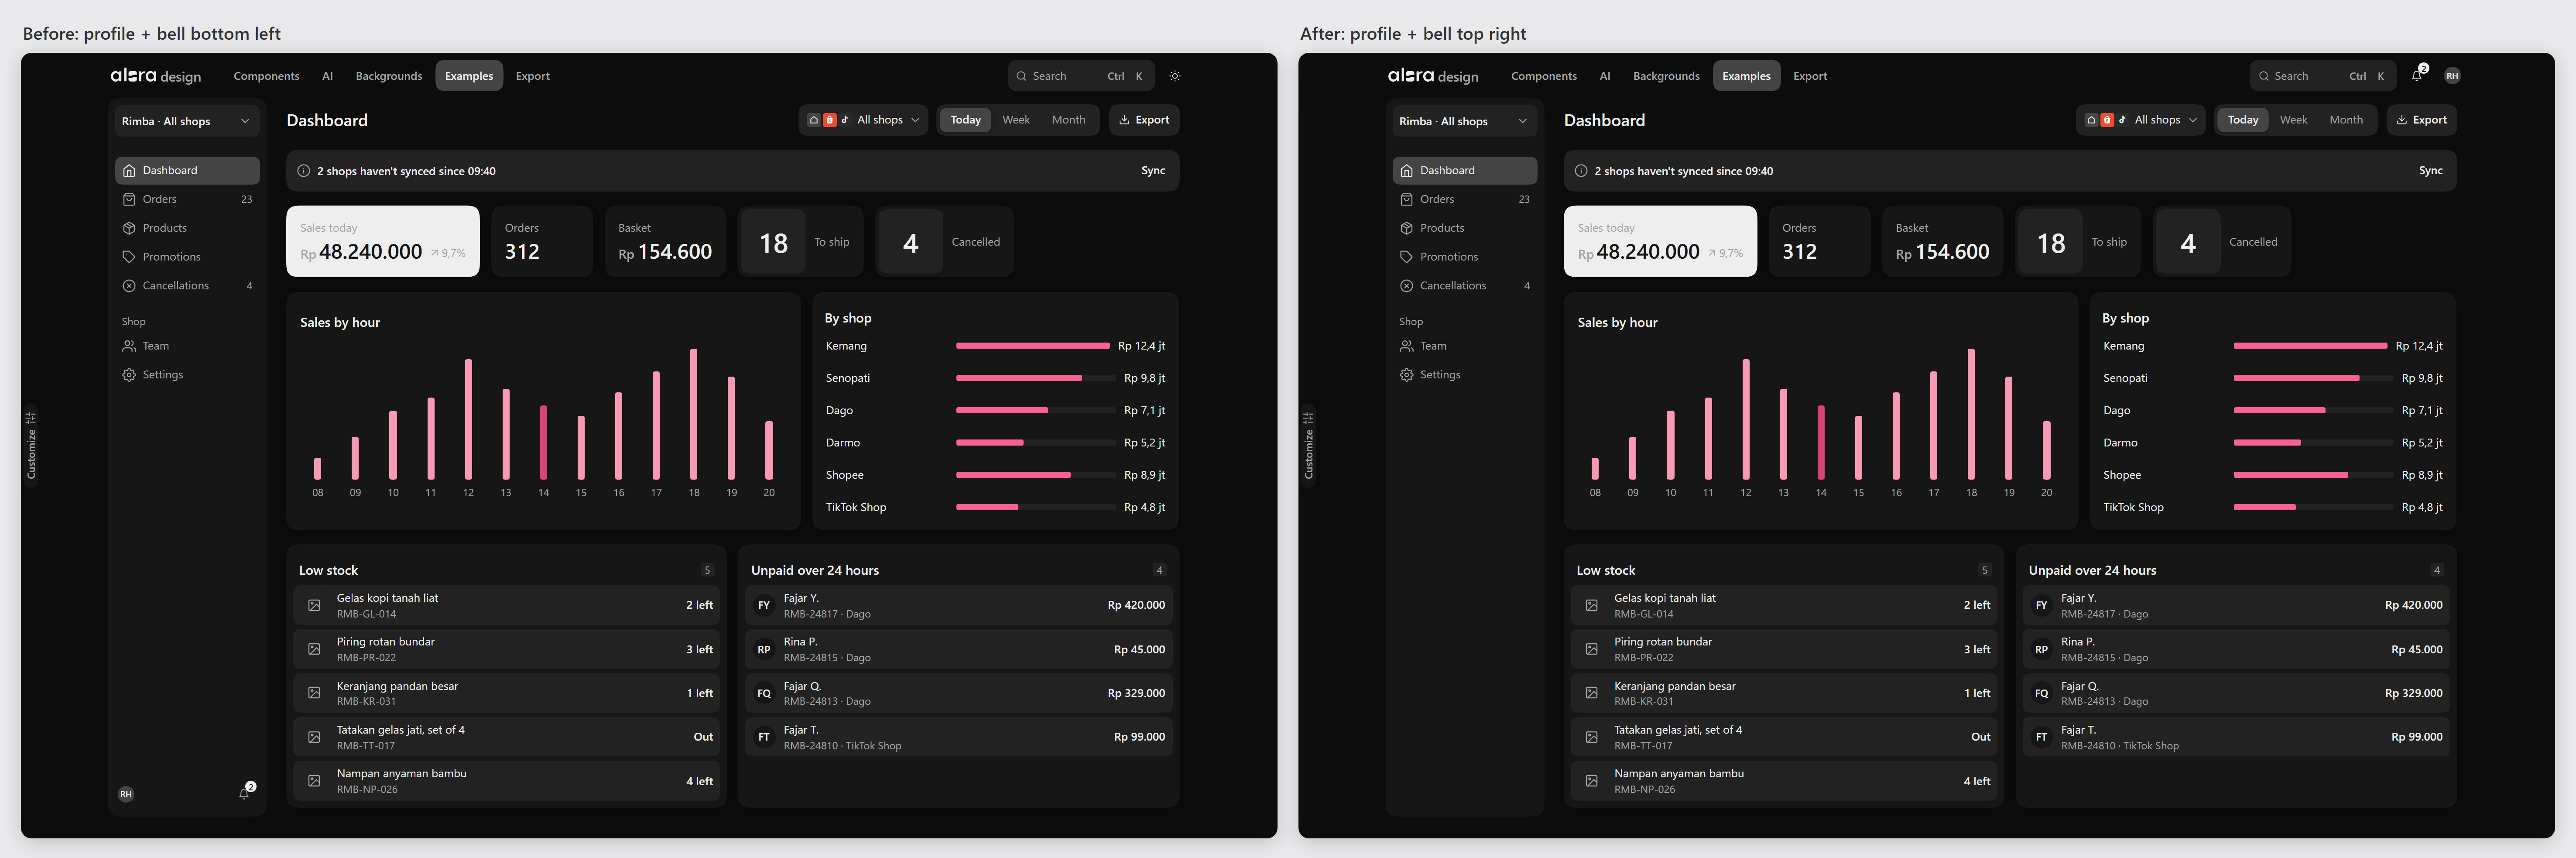 Before: profile + bell bottom left
alara design
Components
AI
Backgrounds
Examples
Export
Search
Ctrl K
Rimba · All shops
Dashboard
Orders 23
Products
Promotions
Cancellations 4
Shop
Team
Settings
Customize
RH
2
Dashboard
All shops
Today
Week
Month
Export
2 shops haven't synced since 09:40
Sync
Sales today
Rp 48.240.000 9,7%
Orders
312
Basket
Rp 154.600
18 To ship
4 Cancelled
Sales by hour
08 09 10 11 12 13 14 15 16 17 18 19 20
By shop
Kemang Rp 12,4 jt
Senopati Rp 9,8 jt
Dago Rp 7,1 jt
Darmo Rp 5,2 jt
Shopee Rp 8,9 jt
TikTok Shop Rp 4,8 jt
Low stock 5
Gelas kopi tanah liat
RMB-GL-014
2 left
Piring rotan bundar
RMB-PR-022
3 left
Keranjang pandan besar
RMB-KR-031
1 left
Tatakan gelas jati, set of 4
RMB-TT-017
Out
Nampan anyaman bambu
RMB-NP-026
4 left
Unpaid over 24 hours 4
FY
Fajar Y.
RMB-24817 · Dago
Rp 420.000
RP
Rina P.
RMB-24815 · Dago
Rp 45.000
FQ
Fajar Q.
RMB-24813 · Dago
Rp 329.000
FT
Fajar T.
RMB-24810 · TikTok Shop
Rp 99.000
After: profile + bell top right
alara design
Components
AI
Backgrounds
Examples
Export
Search
Ctrl K
2
RH
Rimba · All shops
Dashboard
Orders 23
Products
Promotions
Cancellations 4
Shop
Team
Settings
Customize
Dashboard
All shops
Today
Week
Month
Export
2 shops haven't synced since 09:40
Sync
Sales today
Rp 48.240.000 9,7%
Orders
312
Basket
Rp 154.600
18 To ship
4 Cancelled
Sales by hour
08 09 10 11 12 13 14 15 16 17 18 19 20
By shop
Kemang Rp 12,4 jt
Senopati Rp 9,8 jt
Dago Rp 7,1 jt
Darmo Rp 5,2 jt
Shopee Rp 8,9 jt
TikTok Shop Rp 4,8 jt
Low stock 5
Gelas kopi tanah liat
RMB-GL-014
2 left
Piring rotan bundar
RMB-PR-022
3 left
Keranjang pandan besar
RMB-KR-031
1 left
Tatakan gelas jati, set of 4
RMB-TT-017
Out
Nampan anyaman bambu
RMB-NP-026
4 left
Unpaid over 24 hours 4
FY
Fajar Y.
RMB-24817 · Dago
Rp 420.000
RP
Rina P.
RMB-24815 · Dago
Rp 45.000
FQ
Fajar Q.
RMB-24813 · Dago
Rp 329.000
FT
Fajar T.
RMB-24810 · TikTok Shop
Rp 99.000